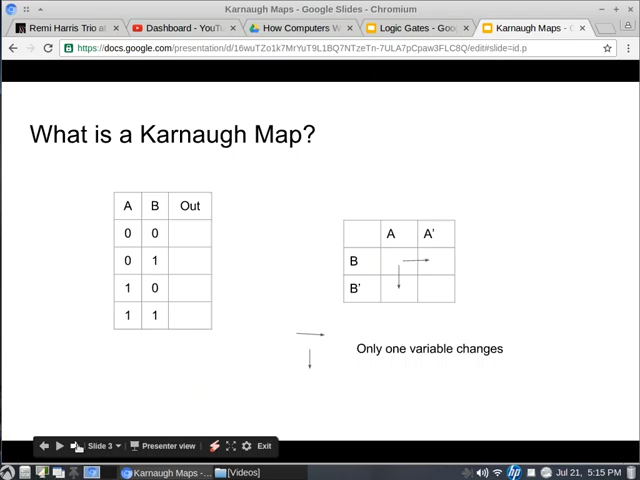 Karnaugh Maps - Google Slides - Chromium
Remi Harris Trio at
Dashboard - YouTu
How Computers W
Logic Gates - Goo
Karnaugh Maps - G
https://docs.google.com/presentation/d/16wuTZo1k7MrYuT9L1BQ7NTzeTn-7ULA7pCpaw3FLC8Q/edit#slide=id.p
What is a Karnaugh Map?
A B Out
0 0
0 1
1 0
1 1
A A'
B
B'
Only one variable changes
Slide 3 Presenter view Exit
Karnaugh Maps -... [Videos] hp Jul 21, 5:15 PM